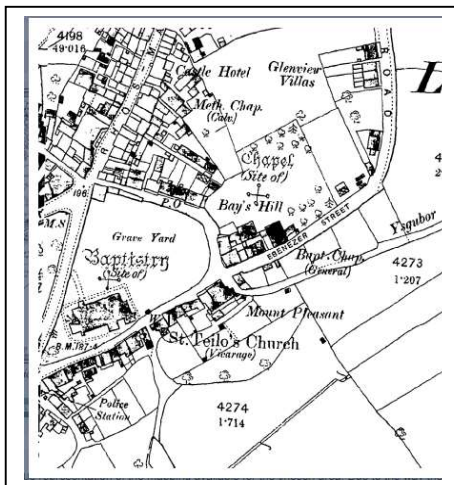 4198
49·016
Castle Hotel
Glenview
Villas
ROAD
L
Meth. Chap.
(Calv.)
Chapel
(Site of)
P.O
Bay's Hill
EBENEZER STREET
Ysgubor
M.S
Grave Yard
Baptistry
(Site of)
Bapt. Chap.
(General)
4273
1·207
Mount Pleasant
St. Teilo's Church
(Vicarage)
B.M. 187·4
Police
Station
4274
1·714